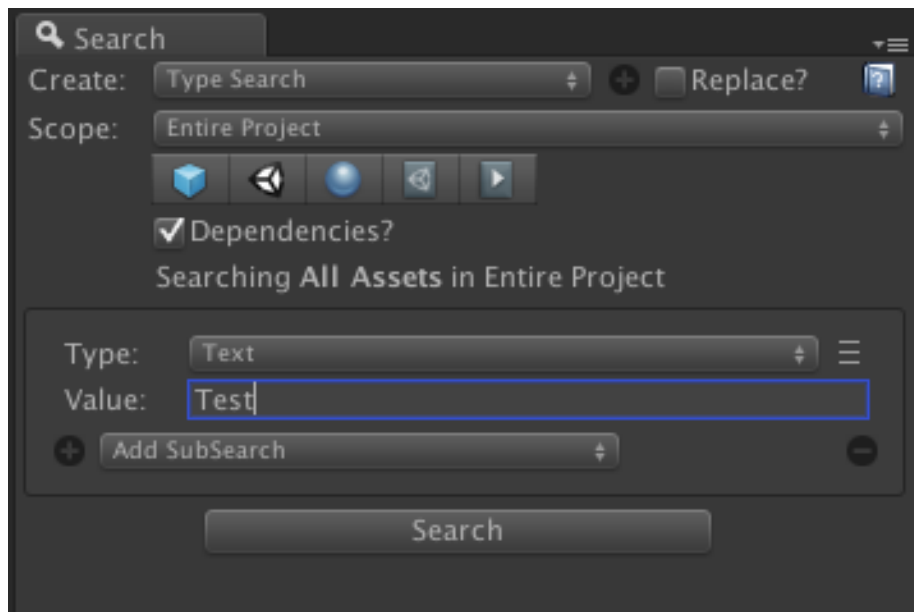 Search
Create: Type Search Replace? ?
Scope: Entire Project
Dependencies?
Searching All Assets in Entire Project
Type: Text
Value: Test
Add SubSearch
Search